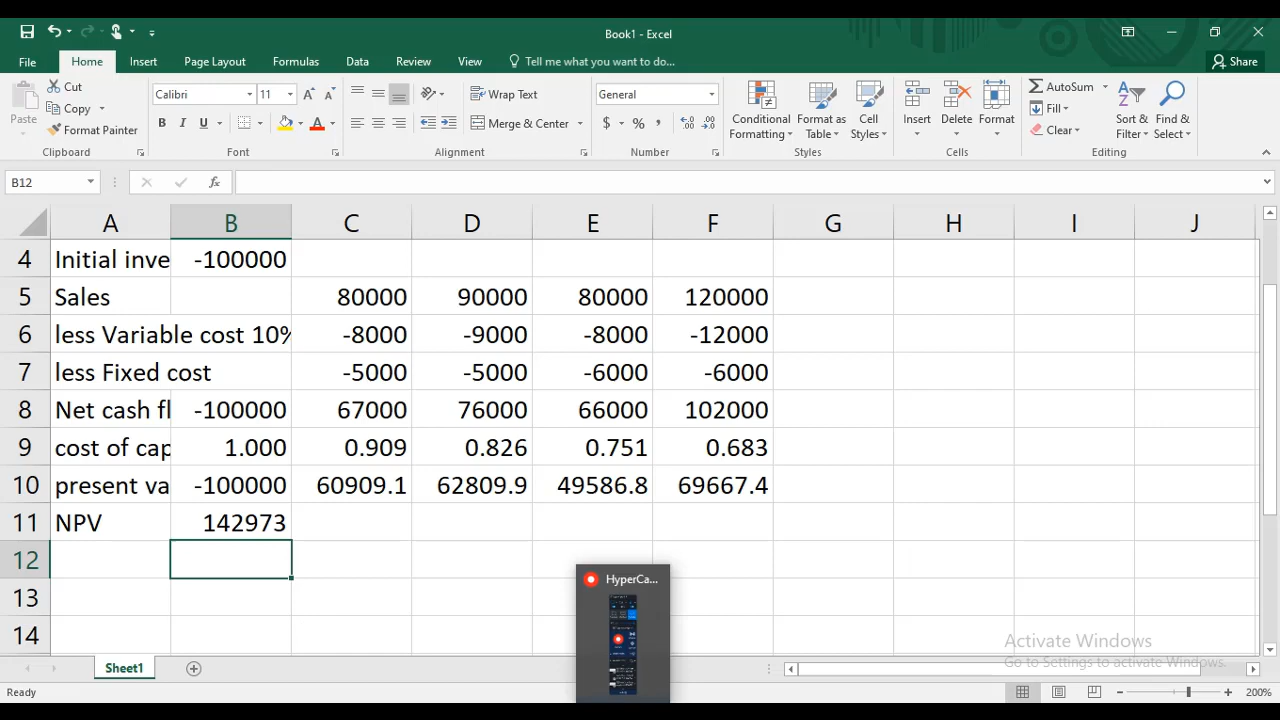 Book1 - Excel
File Home Insert Page Layout Formulas Data Review View Tell me what you want to do... Share
Paste Cut Copy Format Painter Clipboard
Calibri 11 B I U A Font
Wrap Text Merge & Center Alignment
General $ % , Number
Conditional Formatting Format as Table Cell Styles Styles
Insert Delete Format Cells
AutoSum Fill Clear Sort & Filter Find & Select Editing
B12 fx
A B C D E F G H I J
4 Initial inve -100000
5 Sales 80000 90000 80000 120000
6 less Variable cost 10% -8000 -9000 -8000 -12000
7 less Fixed cost -5000 -5000 -6000 -6000
8 Net cash fl -100000 67000 76000 66000 102000
9 cost of cap 1.000 0.909 0.826 0.751 0.683
10 present va -100000 60909.1 62809.9 49586.8 69667.4
11 NPV 142973
12
13
14
HyperCa...
Activate Windows
Go to Settings to activate Windows.
Sheet1
Ready 200%